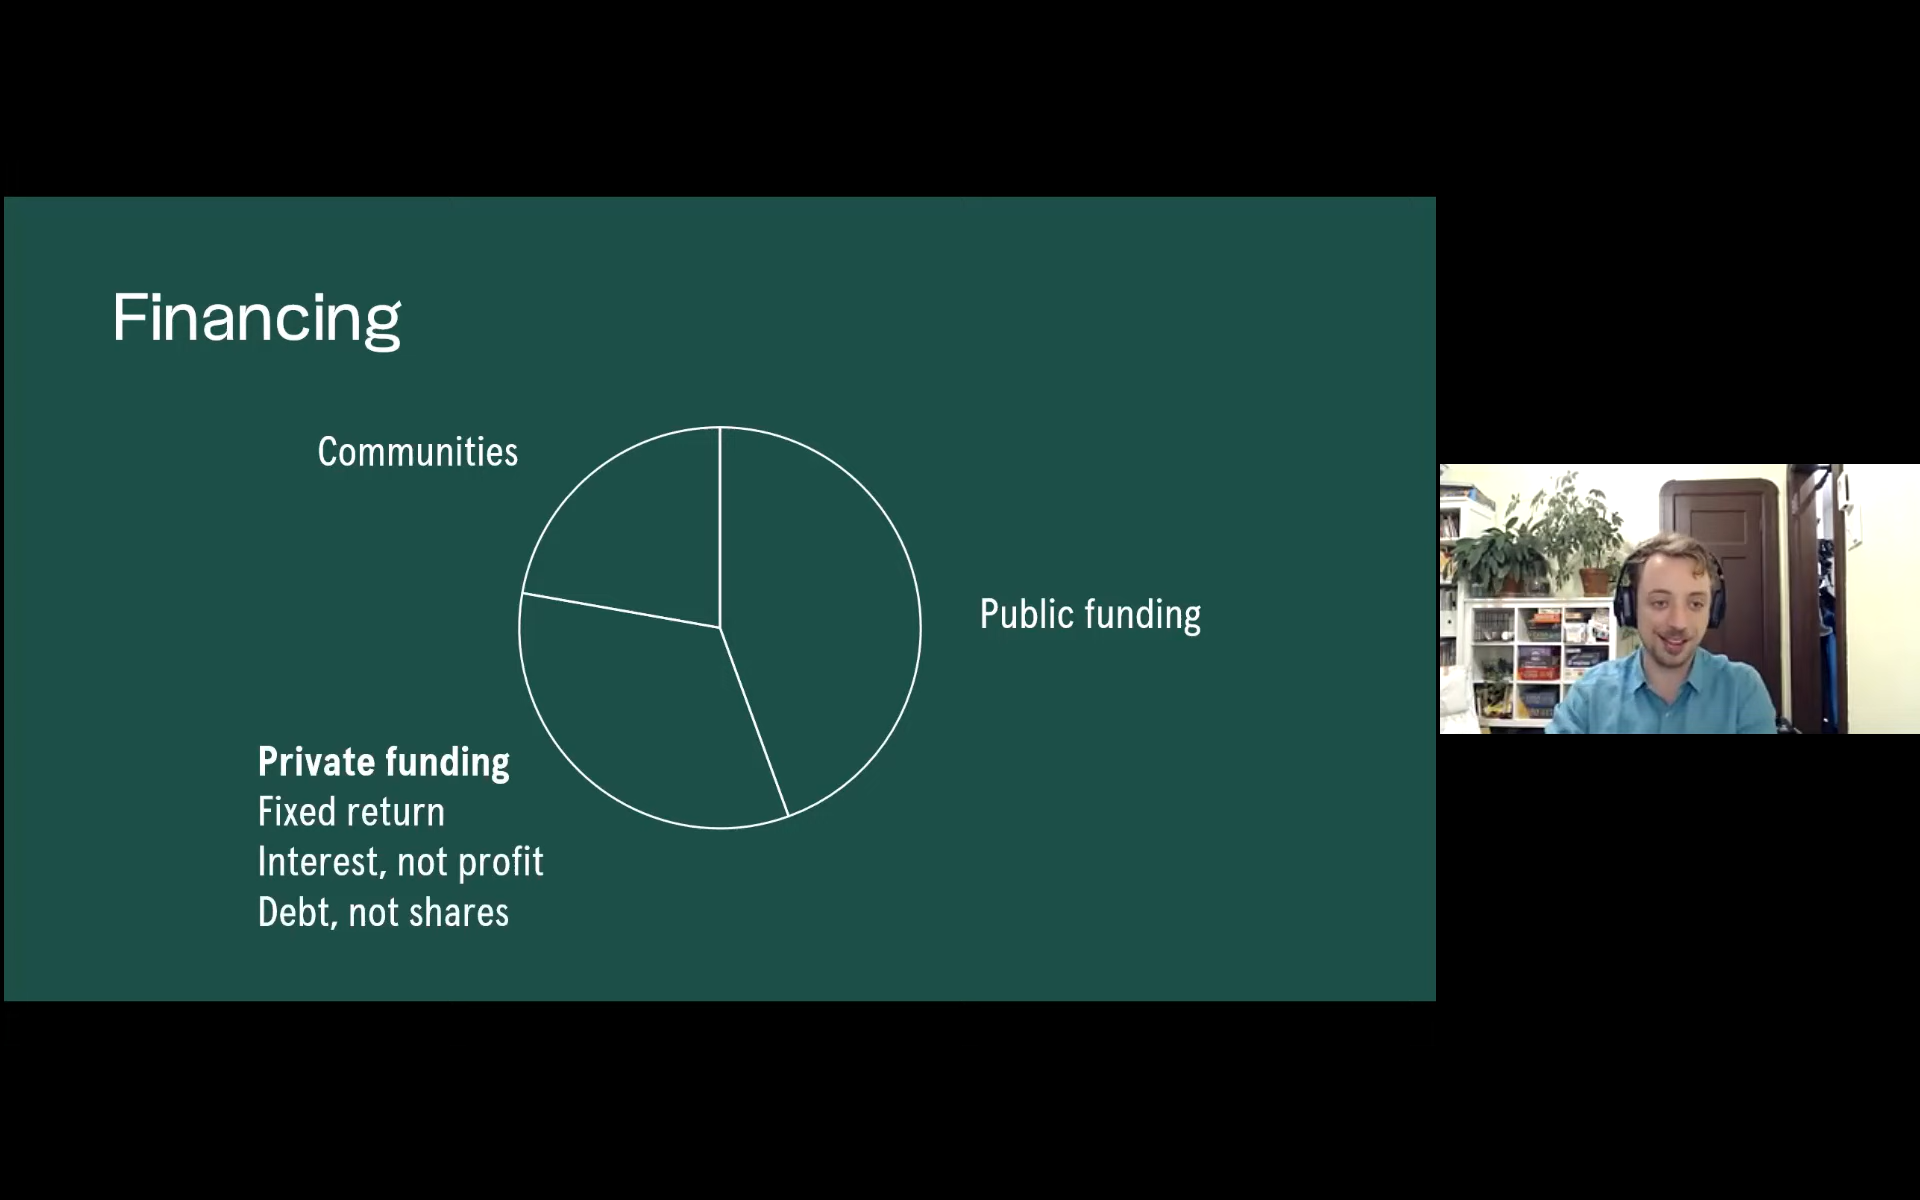 Financing
Communities
Public funding
Private funding
Fixed return
Interest, not profit
Debt, not shares